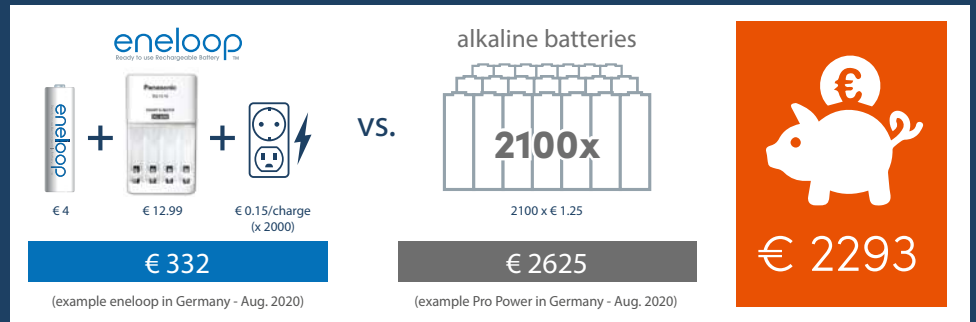 eneloop
Ready to use Rechargeable Battery ™
eneloop
Panasonic
€ 4
€ 12.99
€ 0.15/charge
(x 2000)
€ 332
(example eneloop in Germany - Aug. 2020)
vs.
alkaline batteries
2100x
2100 x € 1.25
€ 2625
(example Pro Power in Germany - Aug. 2020)
€
€ 2293